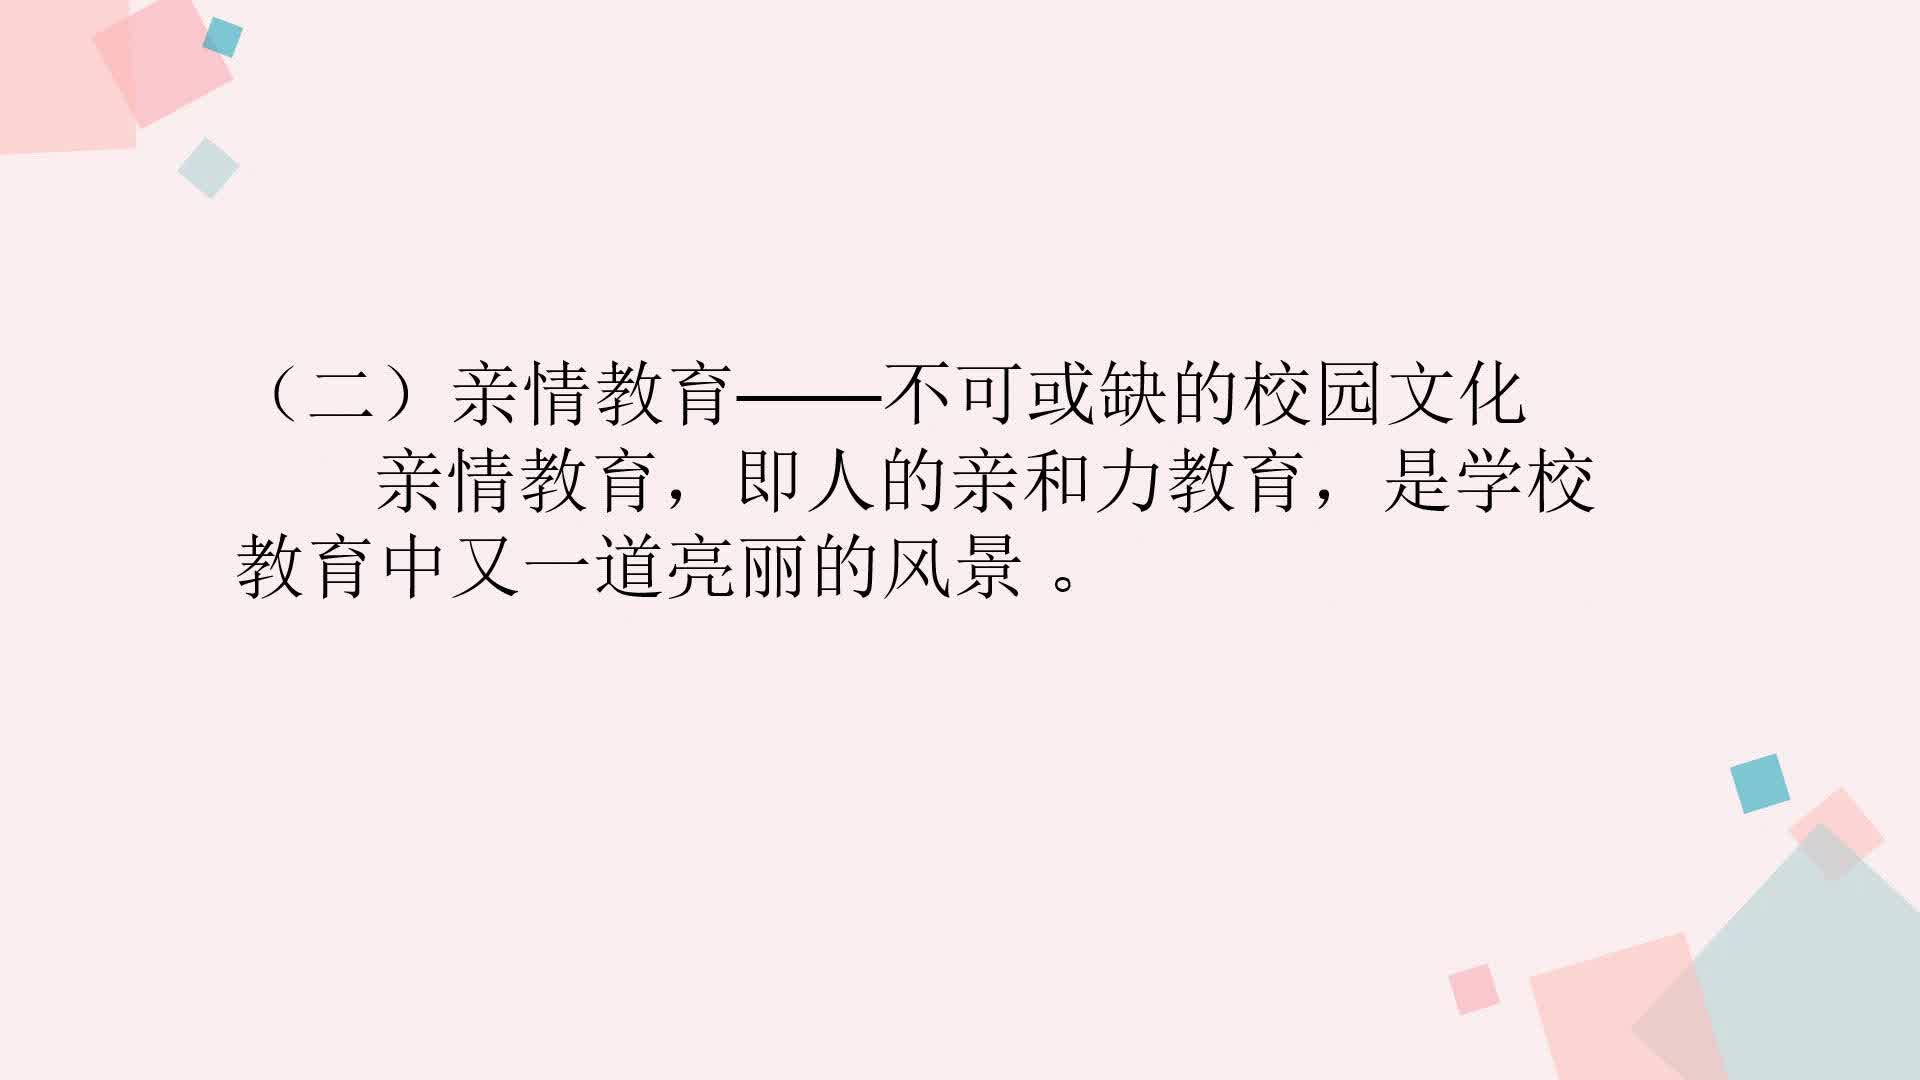 （二）亲情教育——不可或缺的校园文化
亲情教育，即人的亲和力教育，是学校
教育中又一道亮丽的风景 。